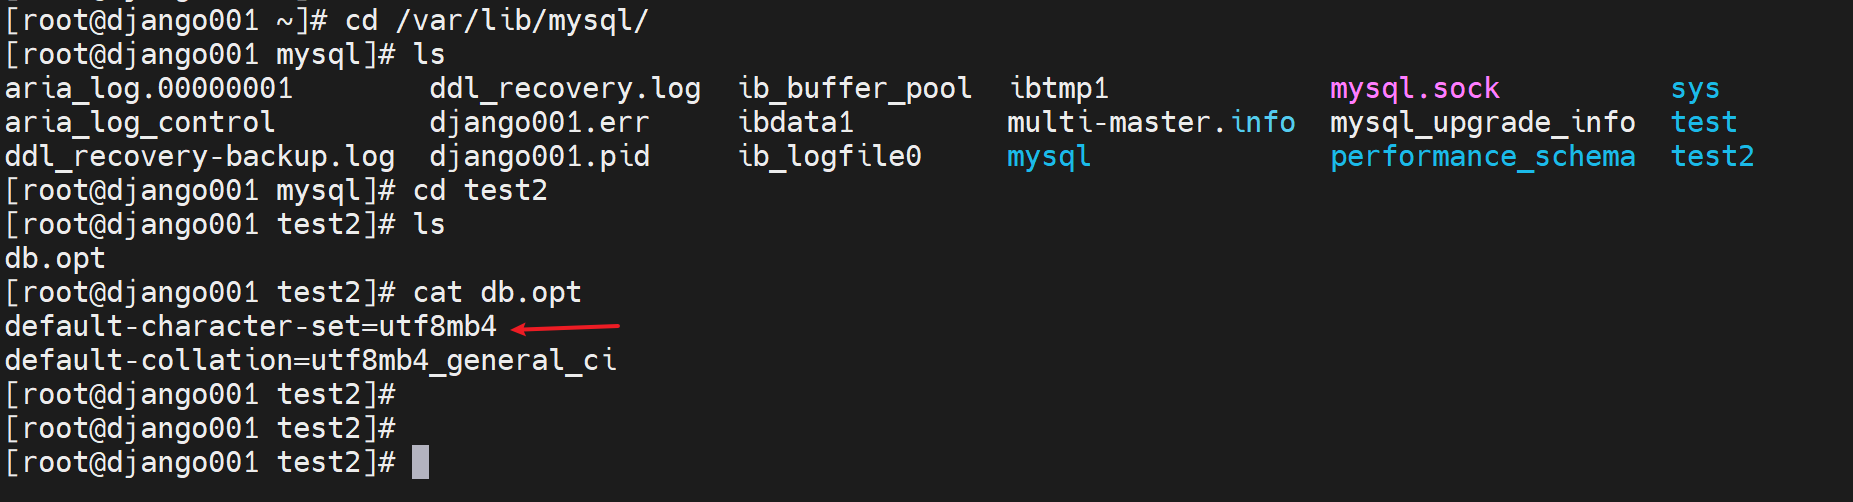 [root@django001 ~]# cd /var/lib/mysql/
[root@django001 mysql]# ls
aria_log.00000001        ddl_recovery.log  ib_buffer_pool  ibtmp1             mysql.sock          sys
aria_log_control         django001.err     ibdata1         multi-master.info  mysql_upgrade_info  test
ddl_recovery-backup.log  django001.pid     ib_logfile0     mysql              performance_schema  test2
[root@django001 mysql]# cd test2
[root@django001 test2]# ls
db.opt
[root@django001 test2]# cat db.opt
default-character-set=utf8mb4
default-collation=utf8mb4_general_ci
[root@django001 test2]#
[root@django001 test2]#
[root@django001 test2]#